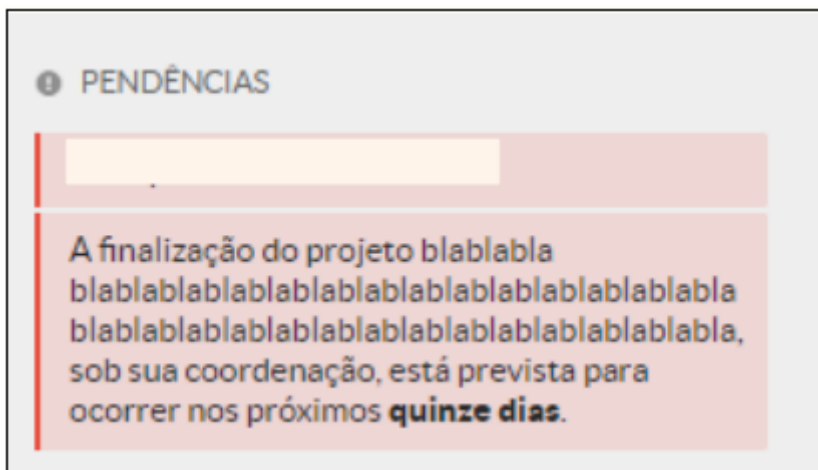 PENDÊNCIAS
A finalização do projeto blablabla
blablablablablablablablablablablablablabla
blablablablablablablablablablablablablabla,
sob sua coordenação, está prevista para
ocorrer nos próximos quinze dias.